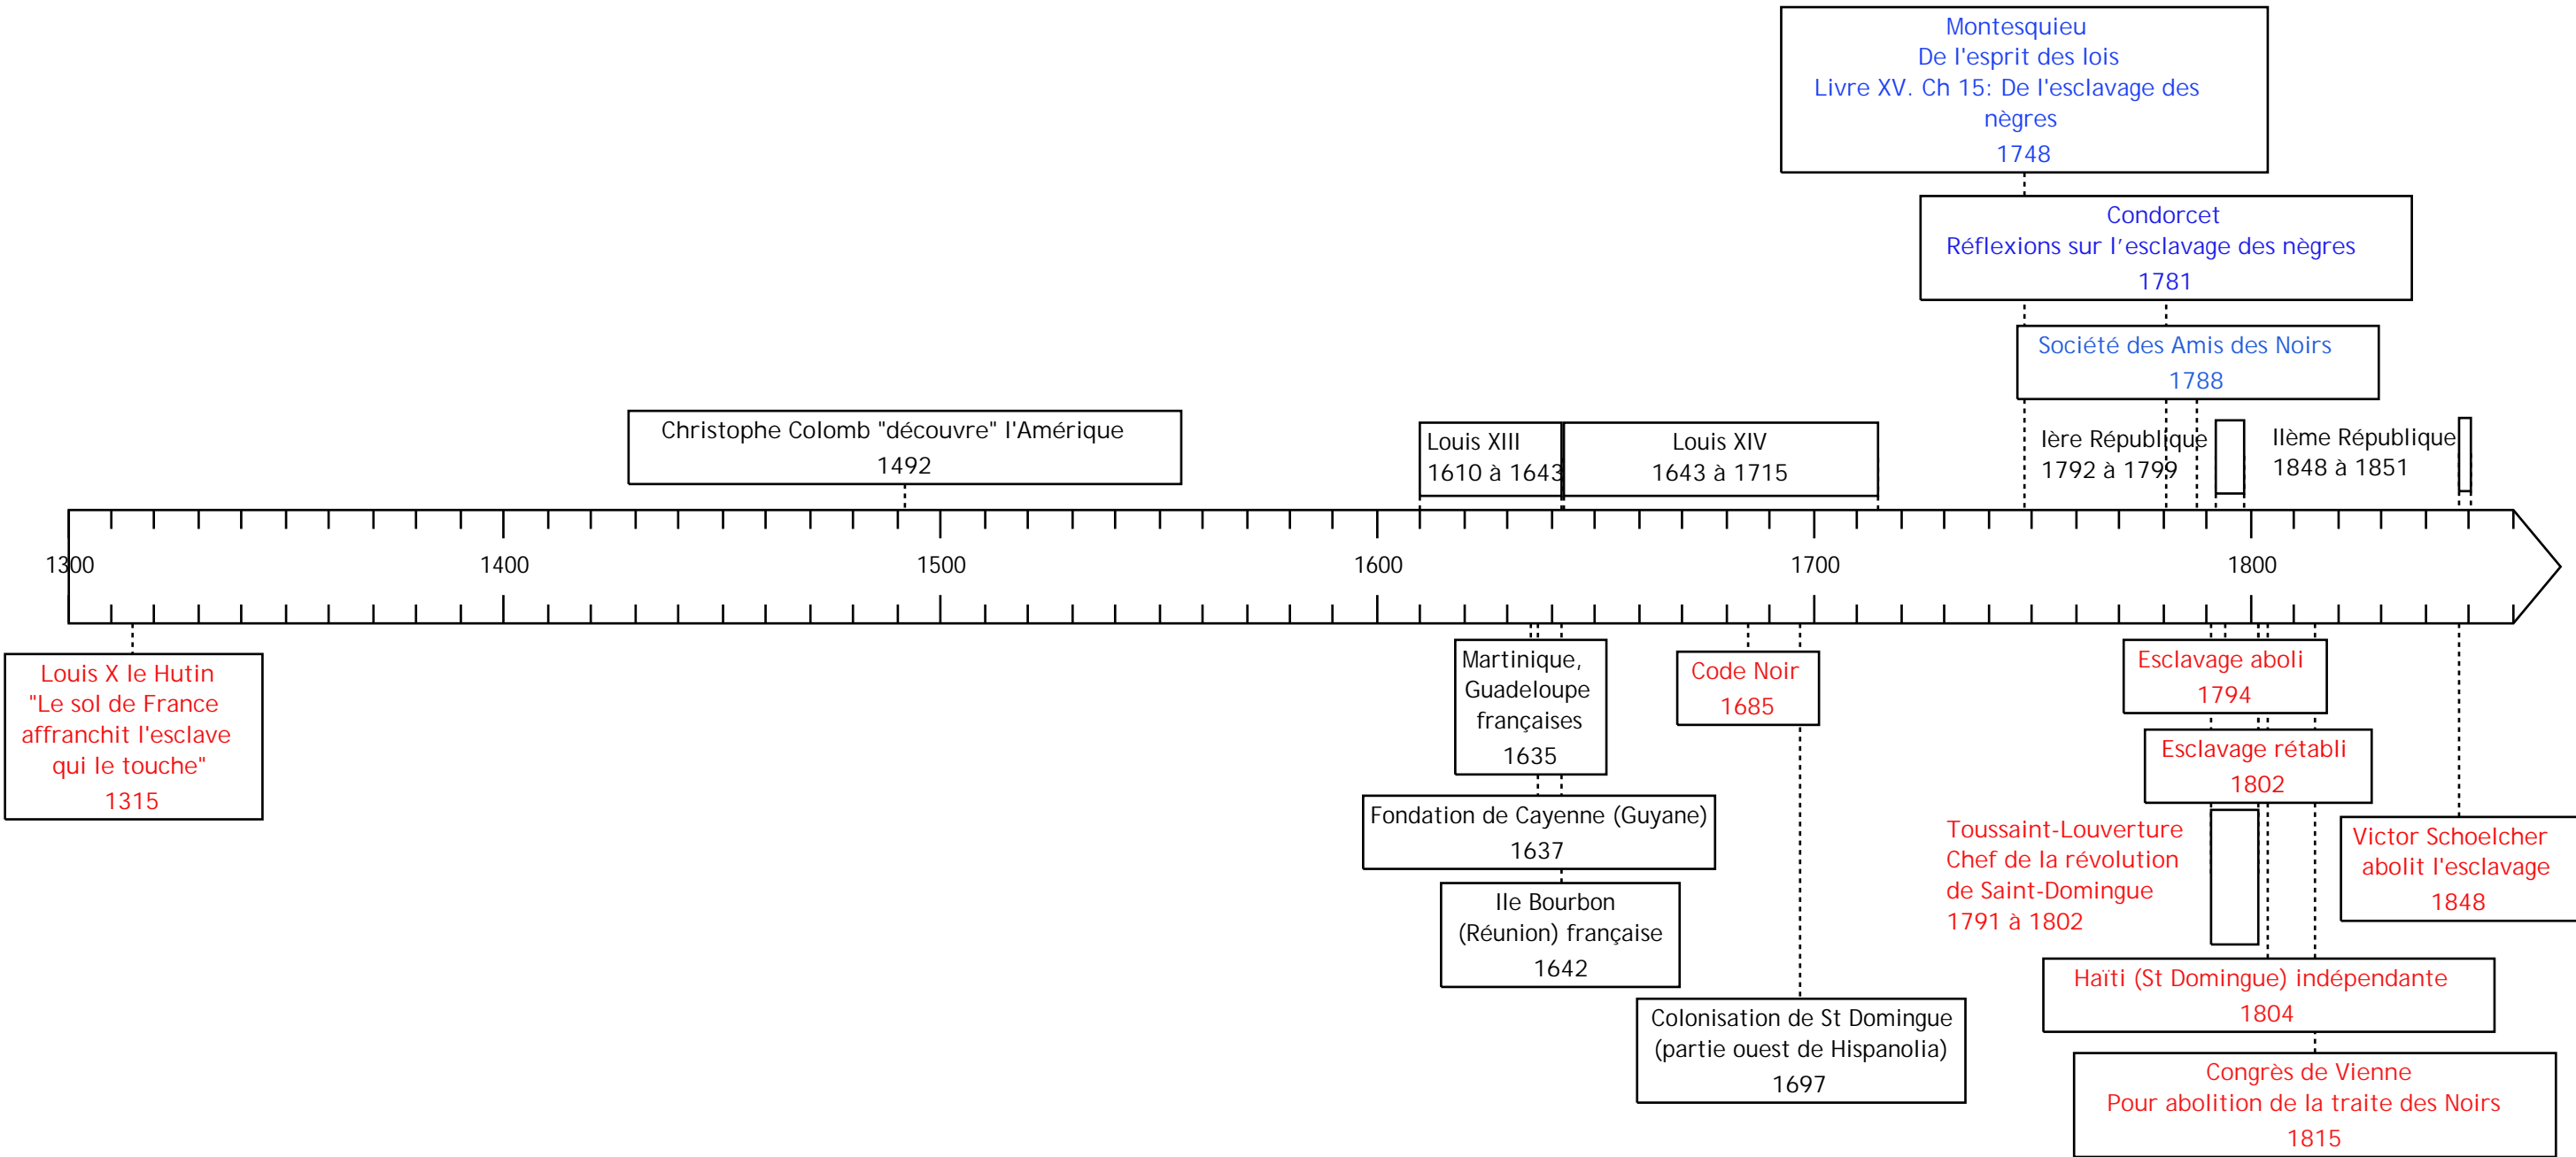 Montesquieu
De l'esprit des lois
Livre XV. Ch 15: De l'esclavage des
nègres
1748
Condorcet
Réflexions sur l’esclavage des nègres
1781
Société des Amis des Noirs
1788
Christophe Colomb "découvre" l'Amérique
1492
Louis XIII
1610 à 1643
Louis XIV
1643 à 1715
Ière République
1792 à 1799
IIème République
1848 à 1851
1300
1400
1500
1600
1700
1800
Louis X le Hutin
"Le sol de France
affranchit l'esclave
qui le touche"
1315
Martinique,
Guadeloupe
françaises
1635
Fondation de Cayenne (Guyane)
1637
Ile Bourbon
(Réunion) française
1642
Code Noir
1685
Colonisation de St Domingue
(partie ouest de Hispanolia)
1697
Esclavage aboli
1794
Esclavage rétabli
1802
Toussaint-Louverture
Chef de la révolution
de Saint-Domingue
1791 à 1802
Victor Schoelcher
abolit l'esclavage
1848
Haïti (St Domingue) indépendante
1804
Congrès de Vienne
Pour abolition de la traite des Noirs
1815